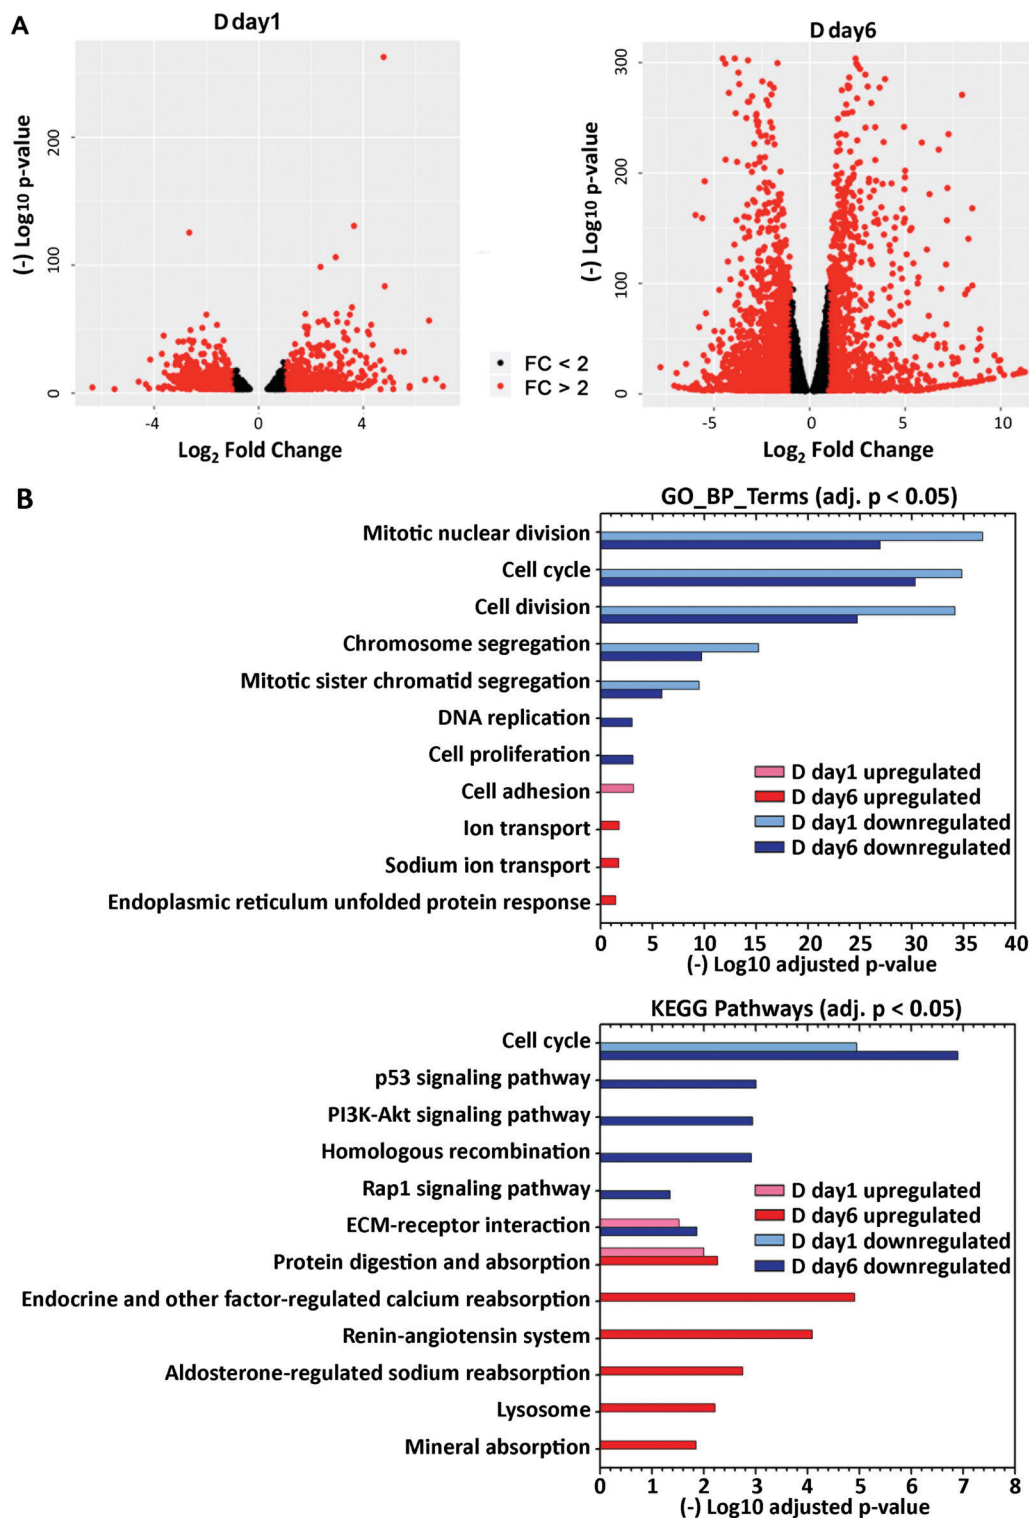 A
D day1
D day6
(-) Log10 p-value
200
100
0
-4
0
4
Log2 Fold Change
FC < 2
FC > 2
(-) Log10 p-value
300
200
100
0
-5
0
5
10
Log2 Fold Change
B
GO_BP_Terms (adj. p < 0.05)
Mitotic nuclear division
Cell cycle
Cell division
Chromosome segregation
Mitotic sister chromatid segregation
DNA replication
Cell proliferation
Cell adhesion
Ion transport
Sodium ion transport
Endoplasmic reticulum unfolded protein response
D day1 upregulated
D day6 upregulated
D day1 downregulated
D day6 downregulated
0 5 10 15 20 25 30 35 40
(-) Log10 adjusted p-value
KEGG Pathways (adj. p < 0.05)
Cell cycle
p53 signaling pathway
PI3K-Akt signaling pathway
Homologous recombination
Rap1 signaling pathway
ECM-receptor interaction
Protein digestion and absorption
Endocrine and other factor-regulated calcium reabsorption
Renin-angiotensin system
Aldosterone-regulated sodium reabsorption
Lysosome
Mineral absorption
D day1 upregulated
D day6 upregulated
D day1 downregulated
D day6 downregulated
0 1 2 3 4 5 6 7 8
(-) Log10 adjusted p-value